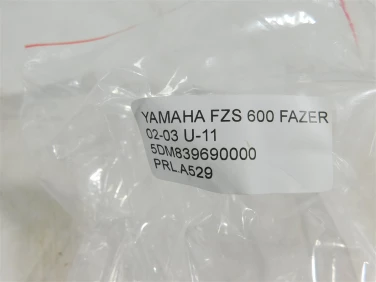 YAMAHA FZS 600 FAZER
02-03 U-11
5DM839690000
PRL.A529